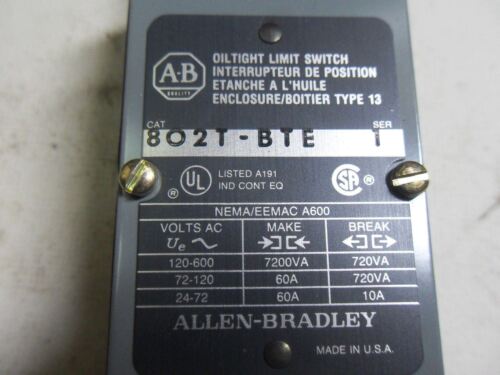 A-B
QUALITY
OILTIGHT LIMIT SWITCH
INTERRUPTEUR DE POSITION
ETANCHE A L'HUILE
ENCLOSURE/BOITIER TYPE 13
CAT SER
802T-BTE 1
® UL LISTED A191
IND CONT EQ
SA ®
NEMA/EEMAC A600
VOLTS AC MAKE BREAK
Ue ~
120-600 7200VA 720VA
72-120 60A 720VA
24-72 60A 10A
ALLEN-BRADLEY
MADE IN U.S.A.